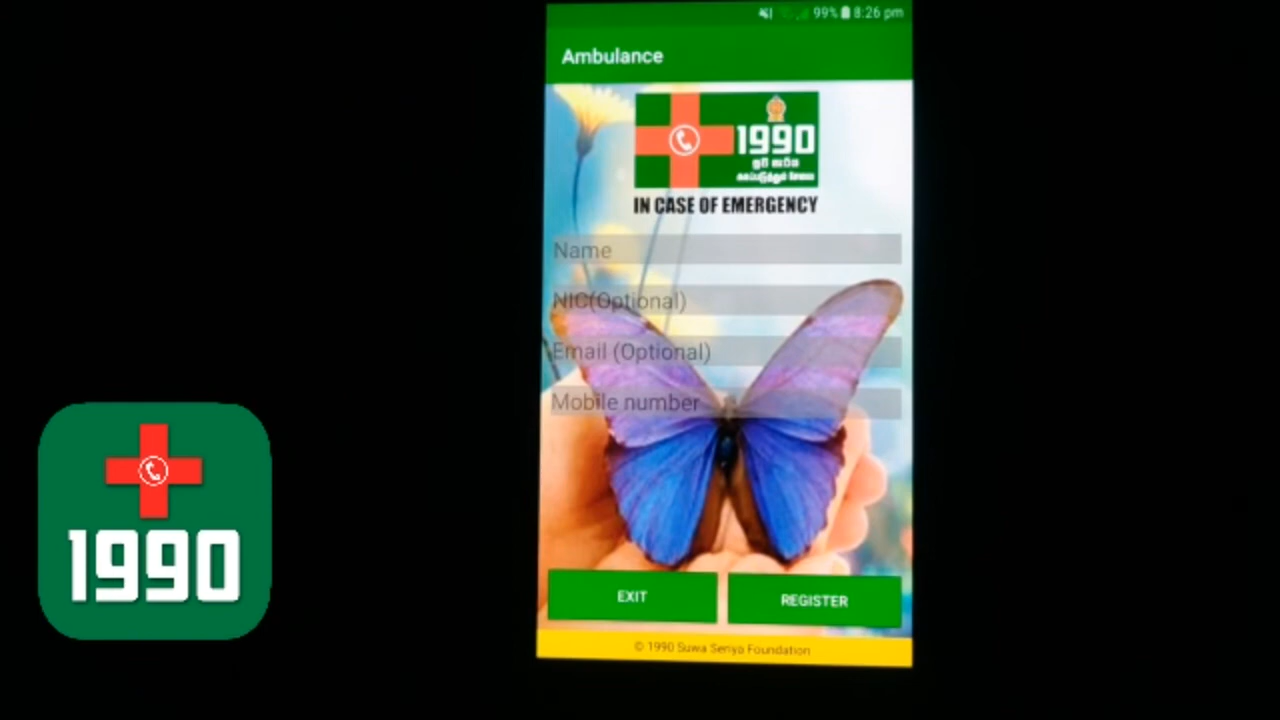 99% 8:26 pm
Ambulance
1990
IN CASE OF EMERGENCY
Name
NIC(Optional)
Email (Optional)
Mobile number
EXIT
REGISTER
© 1990 Suwa Seriya Foundation
1990